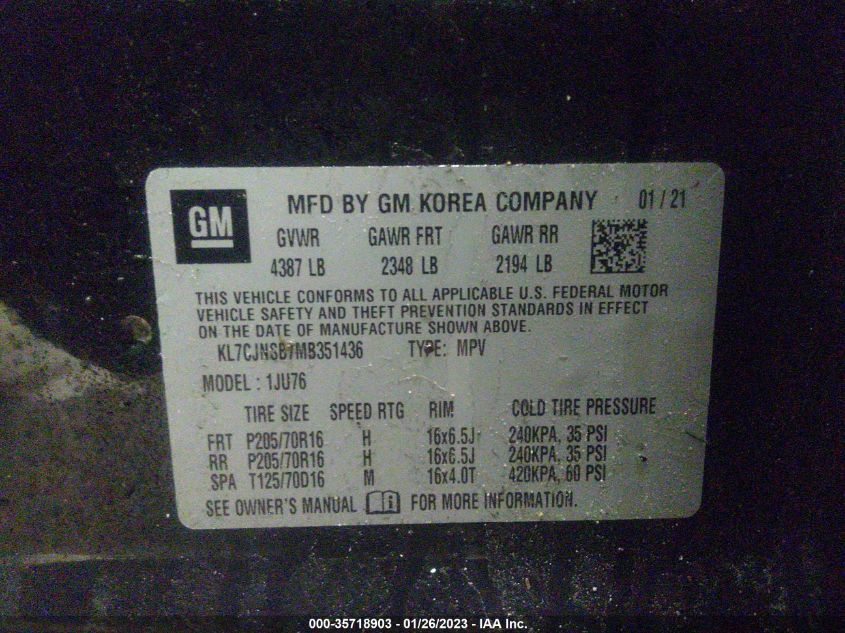 GM MFD BY GM KOREA COMPANY 01/21
GVWR GAWR FRT GAWR RR
4387 LB 2348 LB 2194 LB
THIS VEHICLE CONFORMS TO ALL APPLICABLE U.S. FEDERAL MOTOR
VEHICLE SAFETY AND THEFT PREVENTION STANDARDS IN EFFECT
ON THE DATE OF MANUFACTURE SHOWN ABOVE.
KL7CJNSB7MB351436 TYPE: MPV
MODEL : 1JU76
TIRE SIZE SPEED RTG RIM COLD TIRE PRESSURE
FRT P205/70R16 H 16x6.5J 240KPA, 35 PSI
RR P205/70R16 H 16x6.5J 240KPA, 35 PSI
SPA T125/70D16 M 16x4.0T 420KPA, 60 PSI
SEE OWNER'S MANUAL FOR MORE INFORMATION.
000-35718903 - 01/26/2023 - IAA Inc.